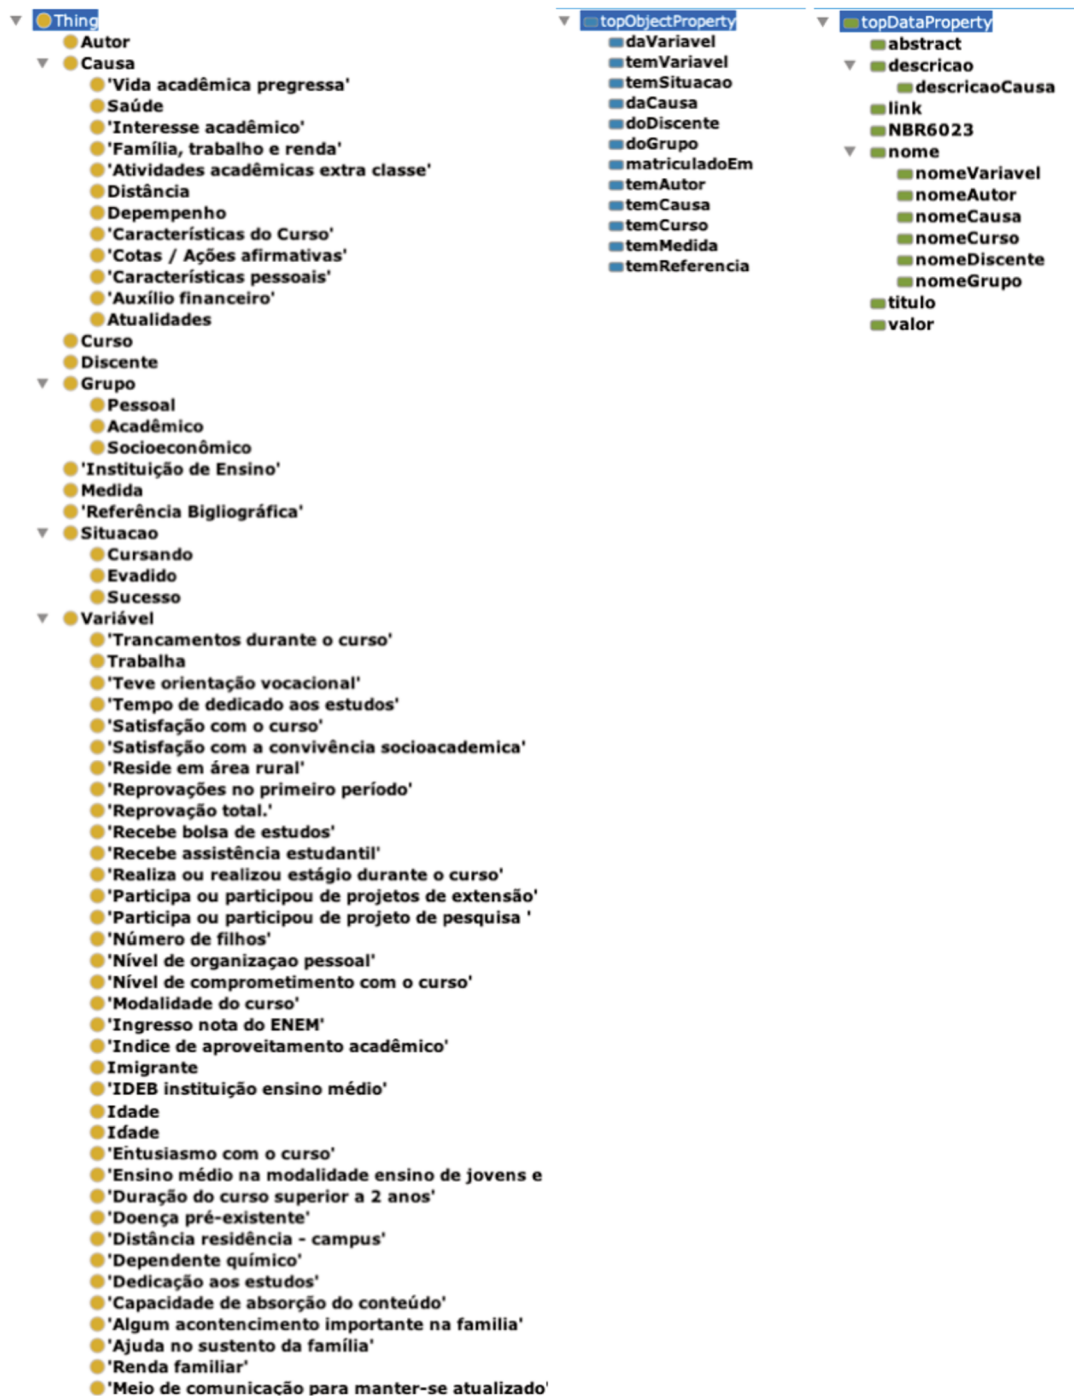 Thing
Autor
Causa
'Vida acadêmica pregressa'
Saúde
'Interesse acadêmico'
'Família, trabalho e renda'
'Atividades acadêmicas extra classe'
Distância
Depempenho
'Características do Curso'
'Cotas / Ações afirmativas'
'Características pessoais'
'Auxílio financeiro'
Atualidades
Curso
Discente
Grupo
Pessoal
Acadêmico
Socioeconômico
'Instituição de Ensino'
Medida
'Referência Bigliográfica'
Situacao
Cursando
Evadido
Sucesso
Variável
'Trancamentos durante o curso'
Trabalha
'Teve orientação vocacional'
'Tempo de dedicado aos estudos'
'Satisfação com o curso'
'Satisfação com a convivência socioacademica'
'Reside em área rural'
'Reprovações no primeiro período'
'Reprovação total.'
'Recebe bolsa de estudos'
'Recebe assistência estudantil'
'Realiza ou realizou estágio durante o curso'
'Participa ou participou de projetos de extensão'
'Participa ou participou de projeto de pesquisa '
'Número de filhos'
'Nível de organizaçao pessoal'
'Nível de comprometimento com o curso'
'Modalidade do curso'
'Ingresso nota do ENEM'
'Indice de aproveitamento acadêmico'
Imigrante
'IDEB instituição ensino médio'
Idade
Idade
'Entusiasmo com o curso'
'Ensino médio na modalidade ensino de jovens e
'Duração do curso superior a 2 anos'
'Doença pré-existente'
'Distância residência - campus'
'Dependente químico'
'Dedicação aos estudos'
'Capacidade de absorção do conteúdo'
'Algum acontencimento importante na familia'
'Ajuda no sustento da família'
'Renda familiar'
'Meio de comunicação para manter-se atualizado'
topObjectProperty
daVariavel
temVariavel
temSituacao
daCausa
doDiscente
doGrupo
matriculadoEm
temAutor
temCausa
temCurso
temMedida
temReferencia
topDataProperty
abstract
descricao
descricaoCausa
link
NBR6023
nome
nomeVariavel
nomeAutor
nomeCausa
nomeCurso
nomeDiscente
nomeGrupo
titulo
valor